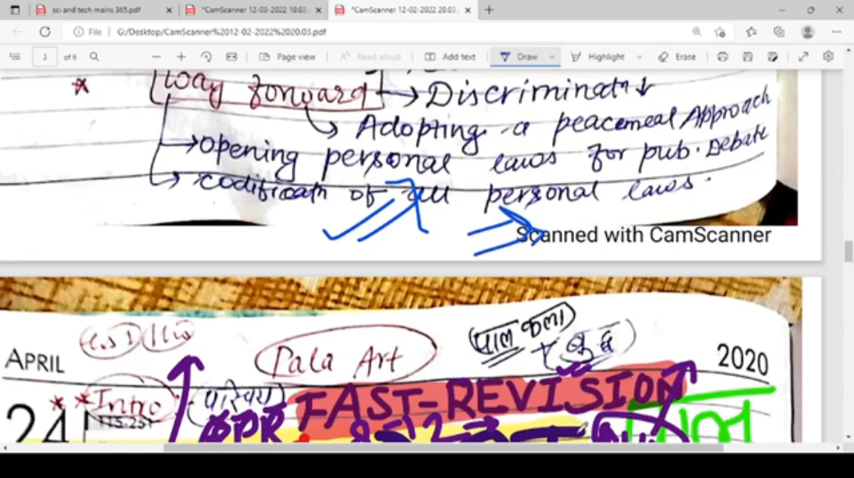 sci and tech mains 365.pdf
*CamScanner 12-03-2022 10:03
*CamScanner 12-02-2022 20:03
File
G:/Desktop/CamScanner%2012-02-2022%2020:03.pdf
3 of 6
Page view
Read aloud
Add text
Draw
Highlight
Erase
way forward
Discriminatn
Adopting a peacemeal Approach
opening personal laws for pub. Debate
codificatn of all personal laws.
Scanned with CamScanner
Pala Art
पाल कला
बौद्ध
APRIL
2020
Intro
FAST-REVISION
24
115-251